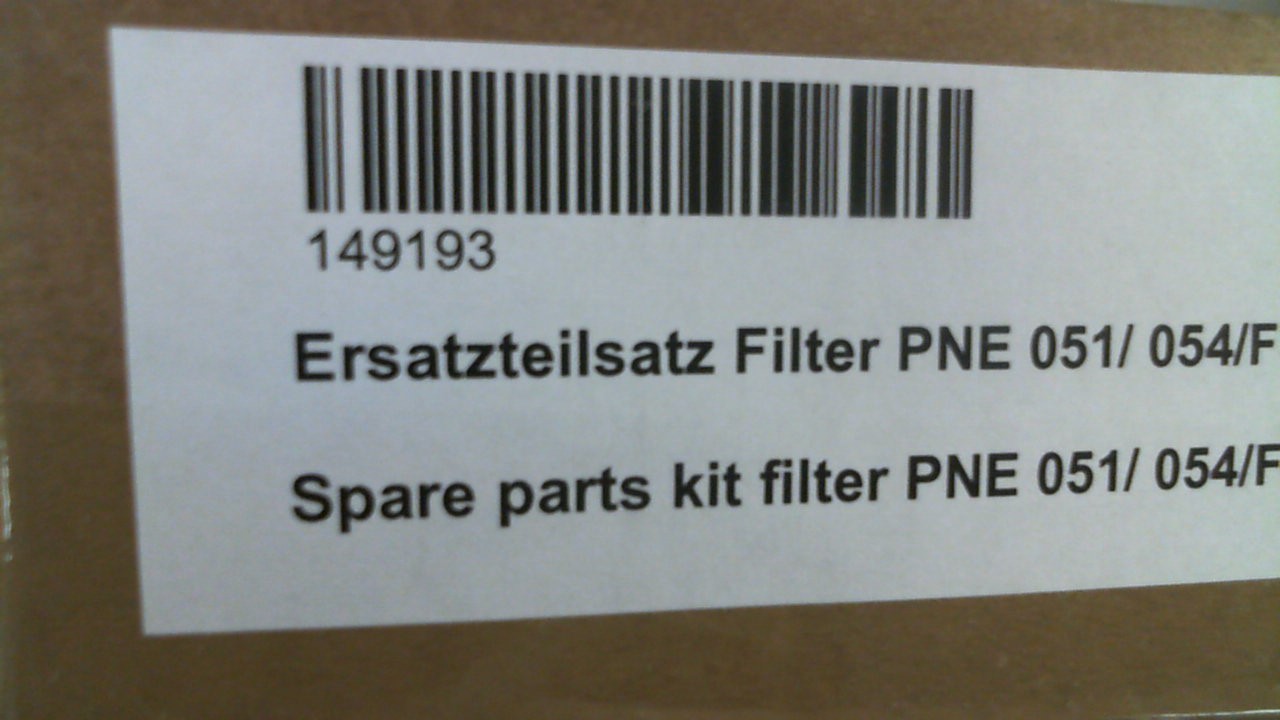 149193
Ersatzteilsatz Filter PNE 051/ 054/F
Spare parts kit filter PNE 051/ 054/F